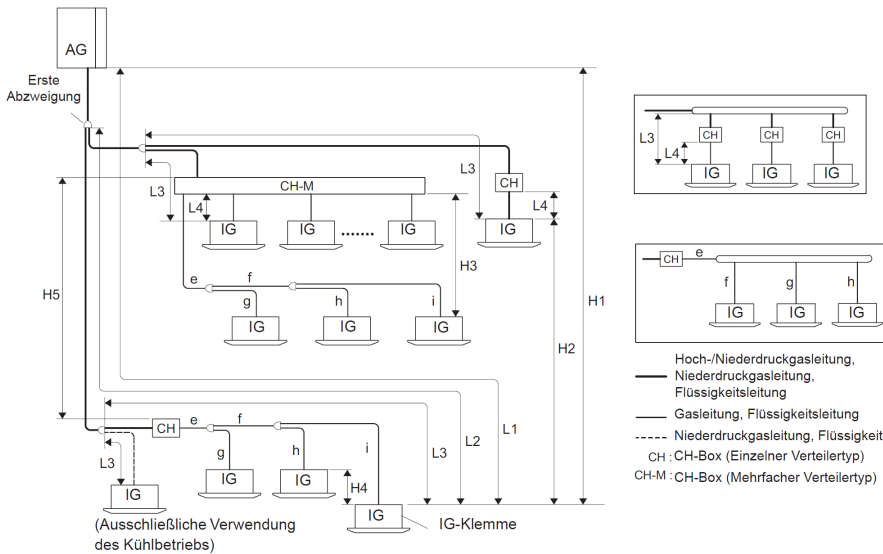 AG
Erste
Abzweigung
L3
CH
L3
CH-M
L4
IG
IG
IG
L4
IG
H3
H5
e
f
g
h
i
IG
IG
IG
H1
H2
CH
e
f
g
h
i
L3
L3
L2
L1
H4
IG
IG
IG
IG
(Ausschließliche Verwendung
des Kühlbetriebs)
IG-Klemme
L3
CH
CH
CH
L4
IG
IG
IG
CH
e
f
g
h
IG
IG
IG
Hoch-/Niederdruckgasleitung,
Niederdruckgasleitung,
Flüssigkeitsleitung
Gasleitung, Flüssigkeitsleitung
Niederdruckgasleitung, Flüssigkeit
CH : CH-Box (Einzelner Verteilertyp)
CH-M : CH-Box (Mehrfacher Verteilertyp)